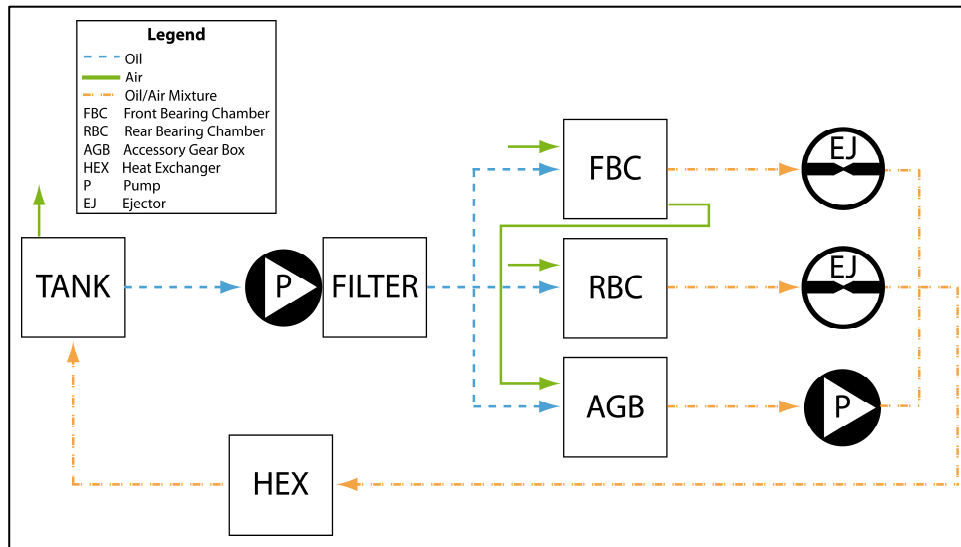 Legend
Oil
Air
Oil/Air Mixture
FBC Front Bearing Chamber
RBC Rear Bearing Chamber
AGB Accessory Gear Box
HEX Heat Exchanger
P Pump
EJ Ejector
FBC
EJ
TANK
P
FILTER
RBC
EJ
AGB
P
HEX